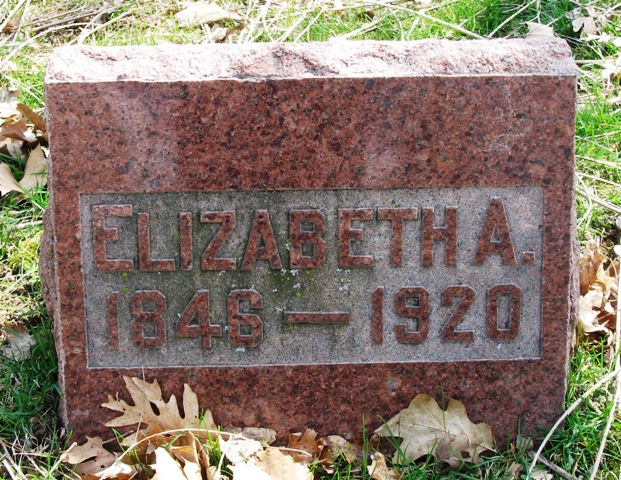 ELIZABETH A.
1846 — 1920